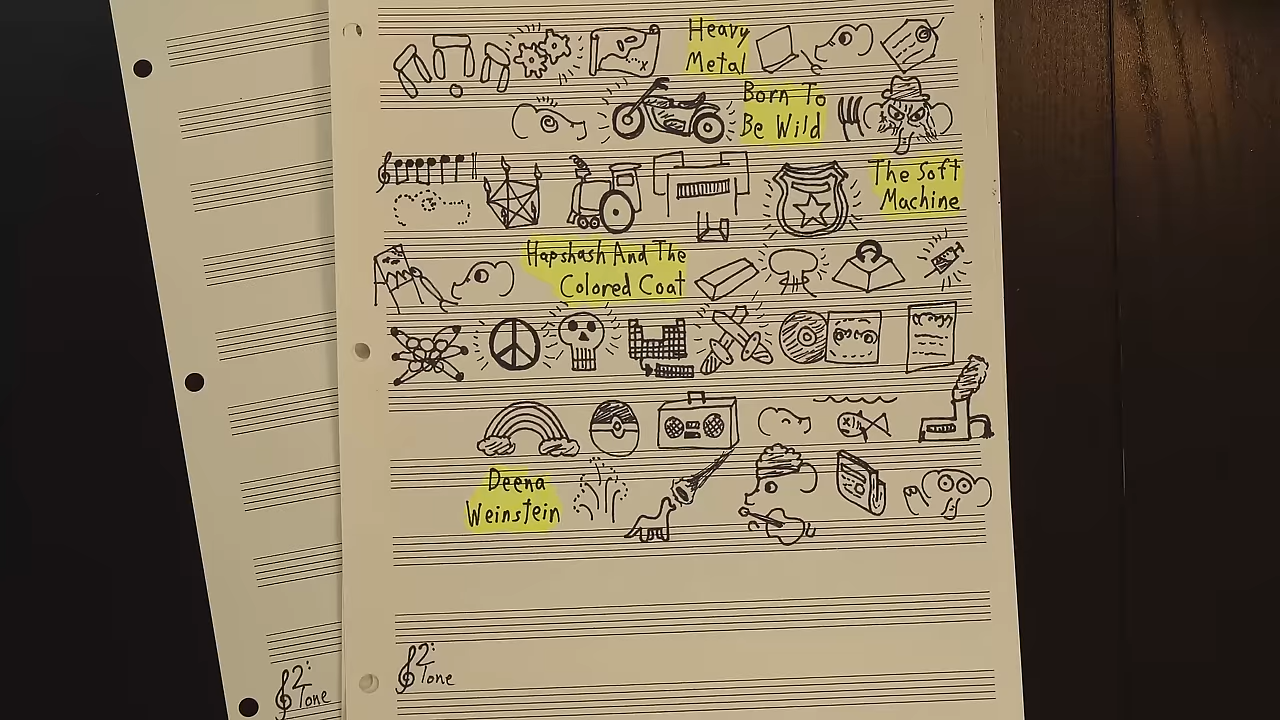 Heavy
Metal
Born To
Be Wild
The Soft
Machine
Hapshash And The
Colored Coat
Deena
Weinstein
2:
Tone
2:
Tone